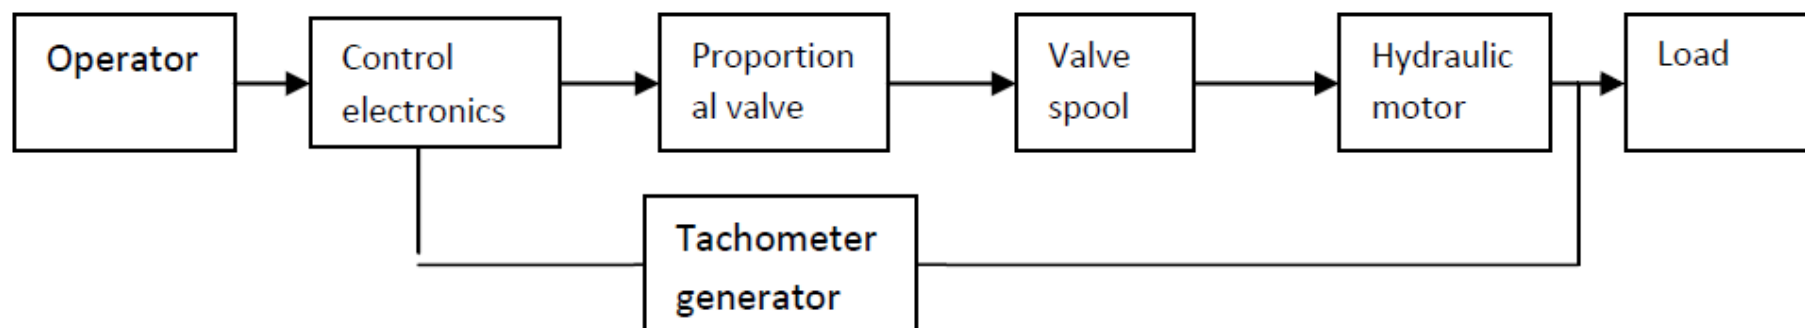 Operator
Control
electronics
Proportion
al valve
Valve
spool
Hydraulic
motor
Load
Tachometer
generator